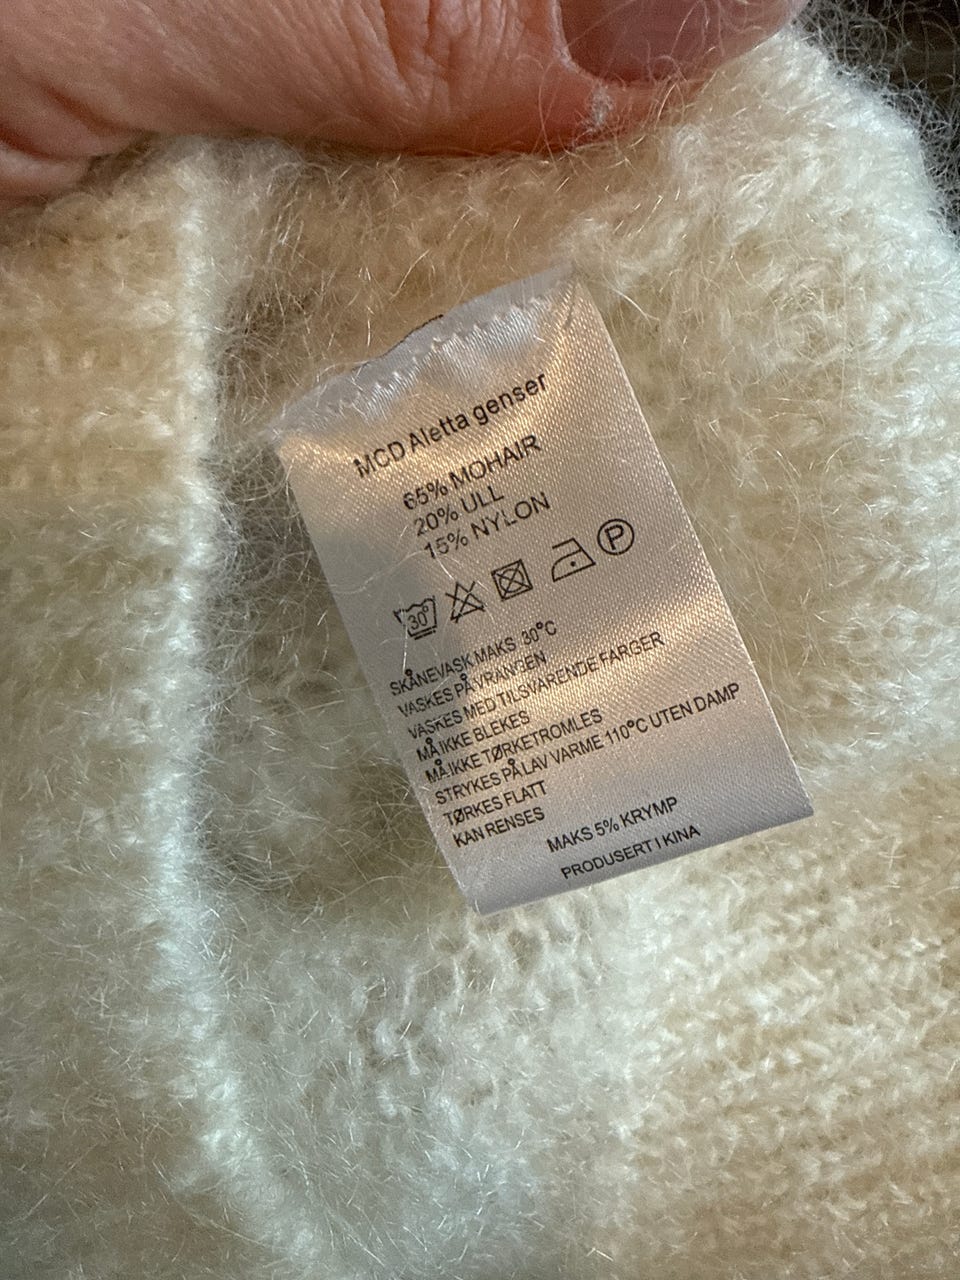 MCD Aletta genser
65% MOHAIR
20% ULL
15% NYLON
30° P
SKÅNEVASK MAKS 30°C
VASKES PÅ VRANGEN
VASKES MED TILSVARENDE FARGER
MÅ IKKE BLEKES
MÅ IKKE TØRKETROMLES
STRYKES PÅ LAV VARME 110°C UTEN DAMP
TØRKES FLATT
KAN RENSES
MAKS 5% KRYMP
PRODUSERT I KINA